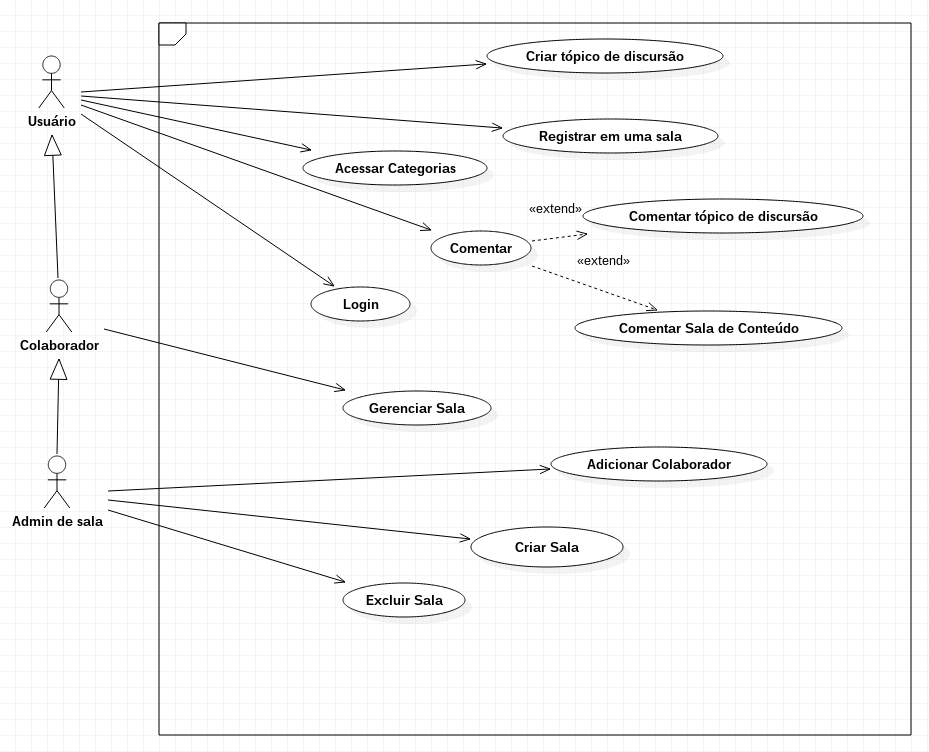 Criar tópico de discursão
Usuário
Registrar em uma sala
Acessar Categorias
«extend»
Comentar tópico de discursão
Comentar
«extend»
Login
Comentar Sala de Conteúdo
Colaborador
Gerenciar Sala
Adicionar Colaborador
Admin de sala
Criar Sala
Excluir Sala